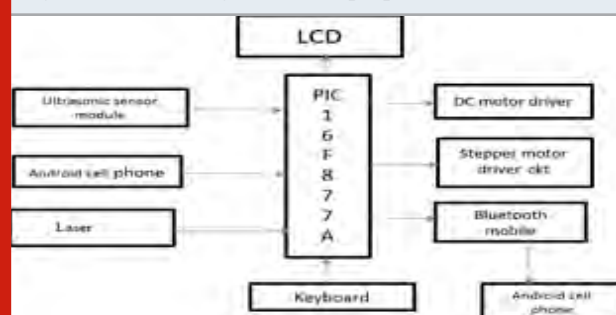 LCD
Ultrasonic sensor
module
Android cell phone
Laser
PIC
1
6
F
8
7
7
A
DC motor driver
Stepper motor
driver ckt
Bluetooth
mobile
Keyboard
Android cell
phone